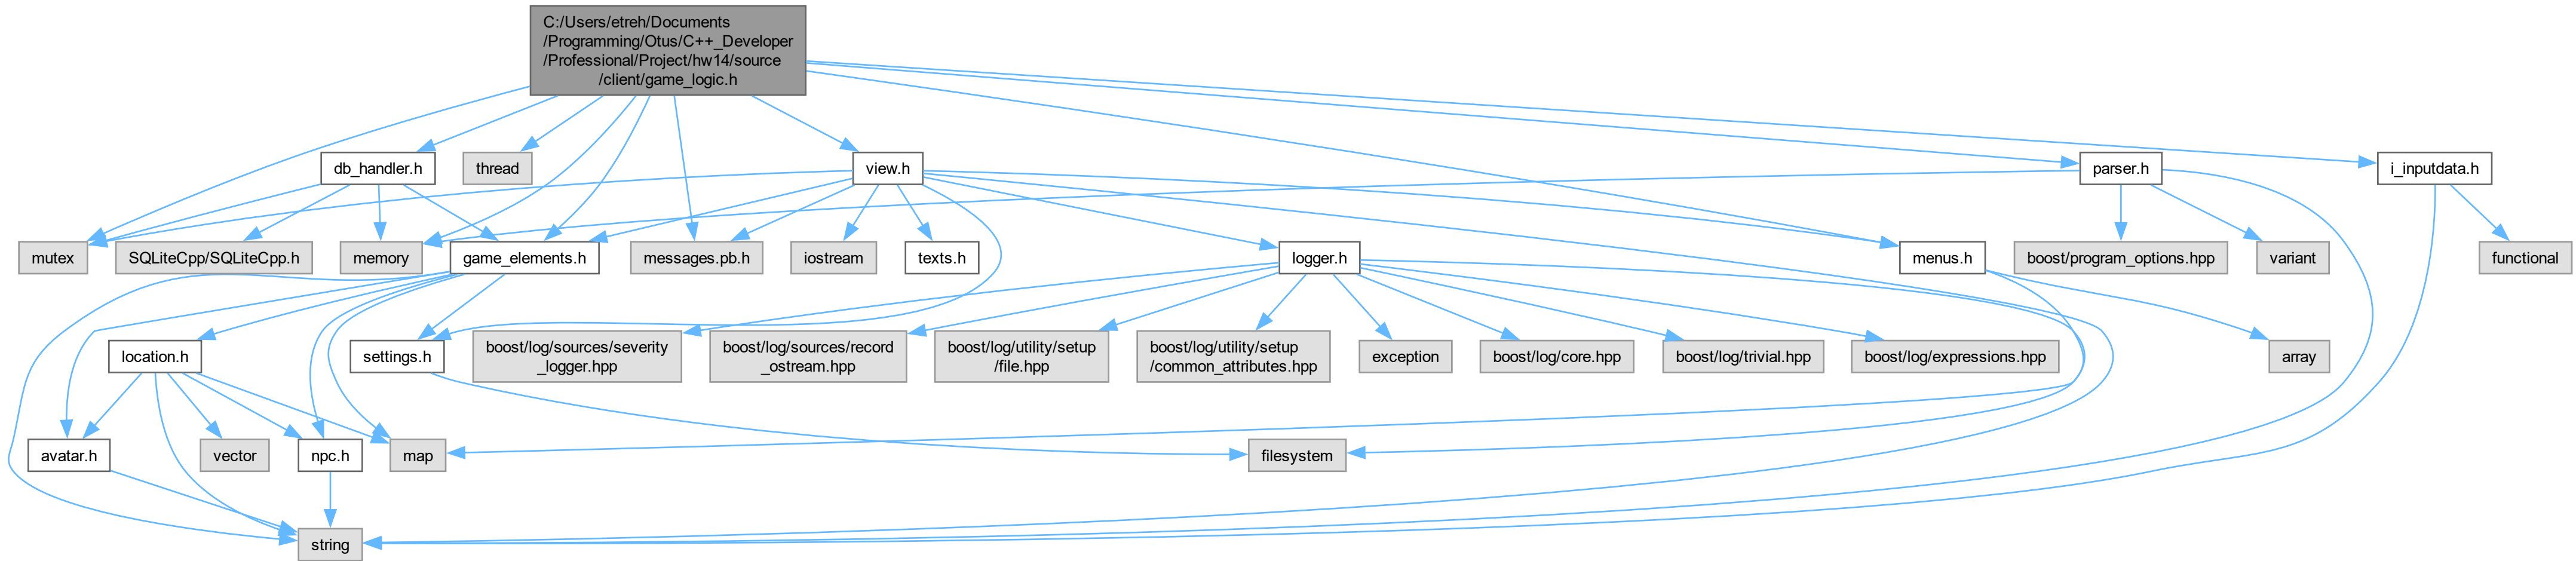 C:/Users/etreh/Documents
/Programming/Otus/C++_Developer
/Professional/Project/hw14/source
/client/game_logic.h
db_handler.h
thread
view.h
parser.h
i_inputdata.h
mutex
SQLiteCpp/SQLiteCpp.h
memory
game_elements.h
messages.pb.h
iostream
texts.h
logger.h
menus.h
boost/program_options.hpp
variant
functional
location.h
settings.h
boost/log/sources/severity
_logger.hpp
boost/log/sources/record
_ostream.hpp
boost/log/utility/setup
/file.hpp
boost/log/utility/setup
/common_attributes.hpp
exception
boost/log/core.hpp
boost/log/trivial.hpp
boost/log/expressions.hpp
array
avatar.h
vector
npc.h
map
filesystem
string